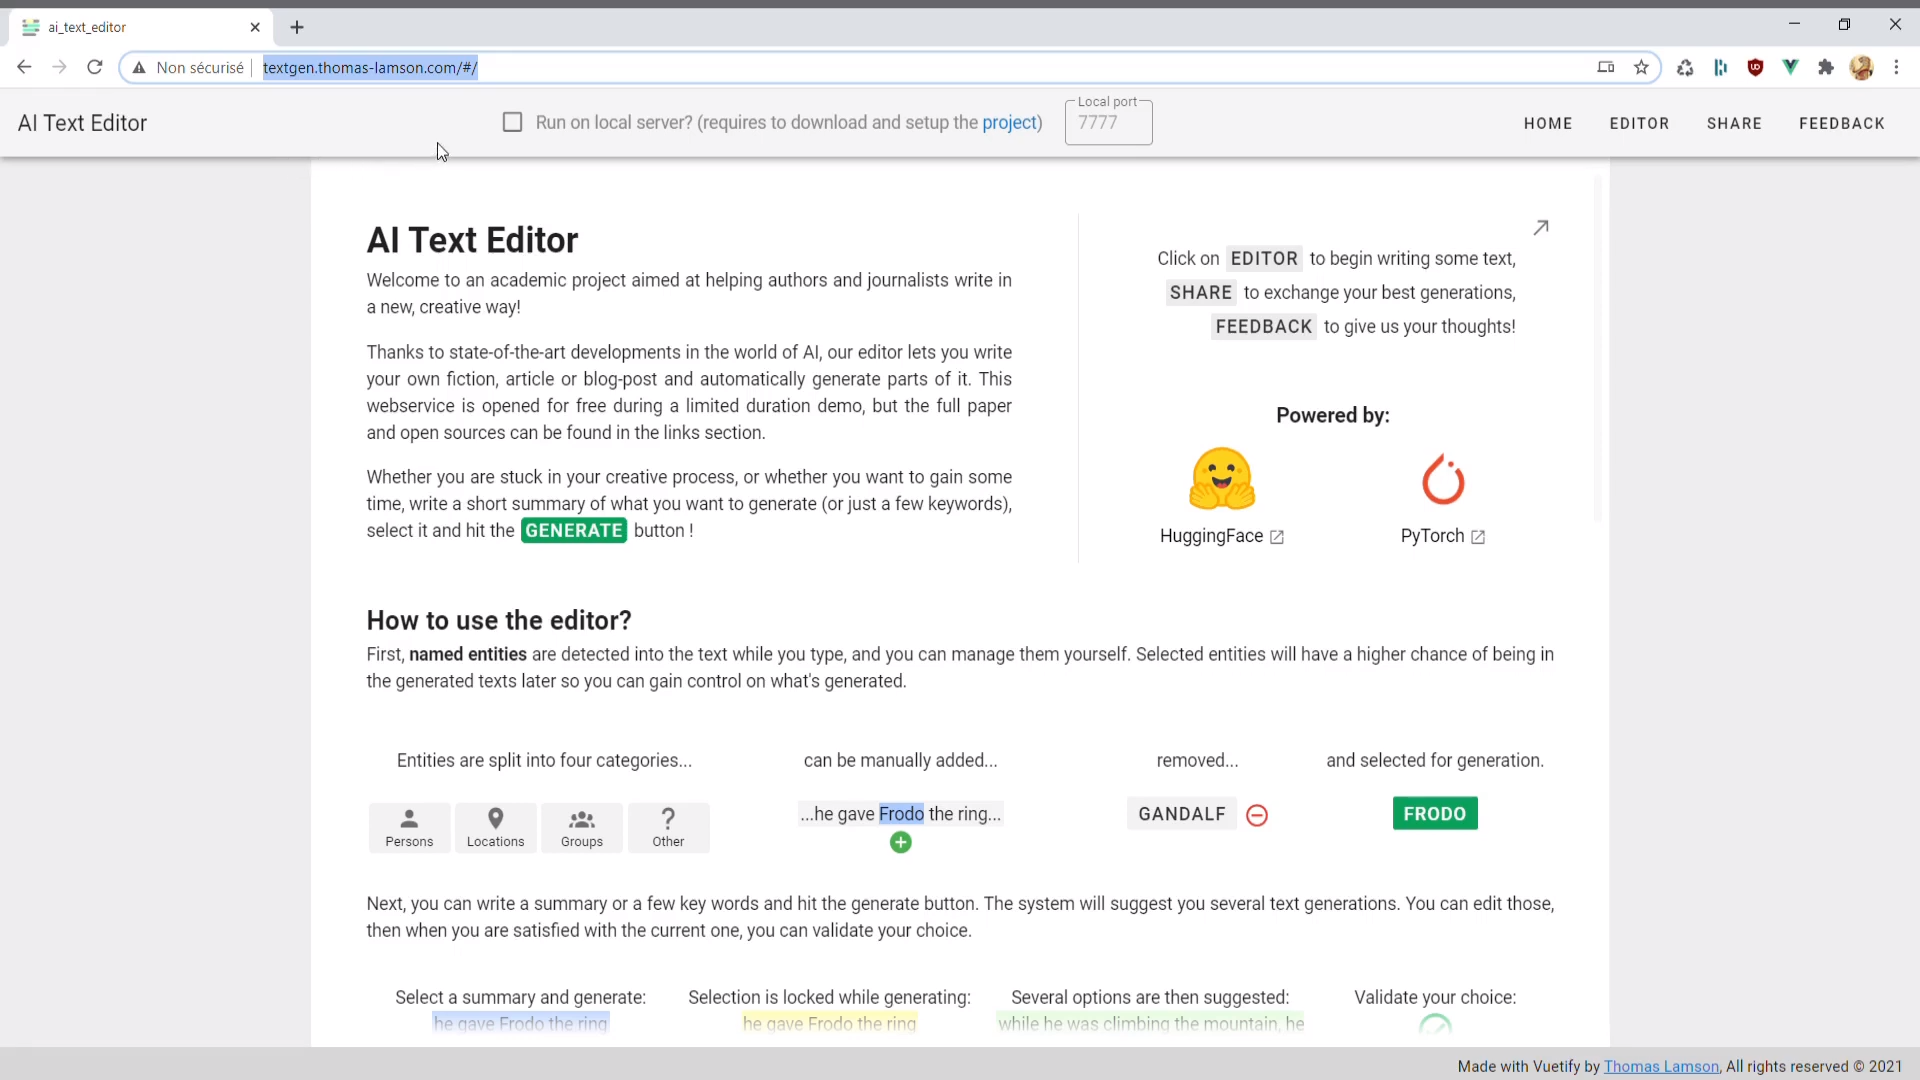 ai_text_editor
Non sécurisé
textgen.thomas-lamson.com/#/
AI Text Editor
Run on local server? (requires to download and setup the project)
Local port
7777
HOME
EDITOR
SHARE
FEEDBACK
AI Text Editor
Welcome to an academic project aimed at helping authors and journalists write in
a new, creative way!
Thanks to state-of-the-art developments in the world of AI, our editor lets you write
your own fiction, article or blog-post and automatically generate parts of it. This
webservice is opened for free during a limited duration demo, but the full paper
and open sources can be found in the links section.
Whether you are stuck in your creative process, or whether you want to gain some
time, write a short summary of what you want to generate (or just a few keywords),
select it and hit the GENERATE button !
Click on EDITOR to begin writing some text,
SHARE to exchange your best generations,
FEEDBACK to give us your thoughts!
Powered by:
HuggingFace
PyTorch
How to use the editor?
First, named entities are detected into the text while you type, and you can manage them yourself. Selected entities will have a higher chance of being in
the generated texts later so you can gain control on what's generated.
Entities are split into four categories...
can be manually added...
removed...
and selected for generation.
Persons
Locations
Groups
Other
...he gave Frodo the ring...
GANDALF
FRODO
Next, you can write a summary or a few key words and hit the generate button. The system will suggest you several text generations. You can edit those,
then when you are satisfied with the current one, you can validate your choice.
Select a summary and generate:
Selection is locked while generating:
Several options are then suggested:
Validate your choice:
he gave Frodo the ring
he gave Frodo the ring
while he was climbing the mountain, he
Made with Vuetify by Thomas Lamson, All rights reserved © 2021